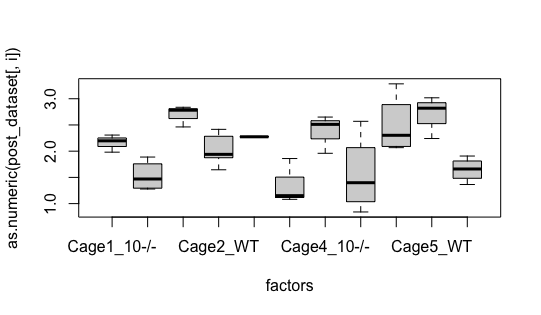 as.numeric(post_dataset[, i])
3.0
2.0
1.0
Cage1_10-/- Cage2_WT Cage4_10-/- Cage5_WT
factors